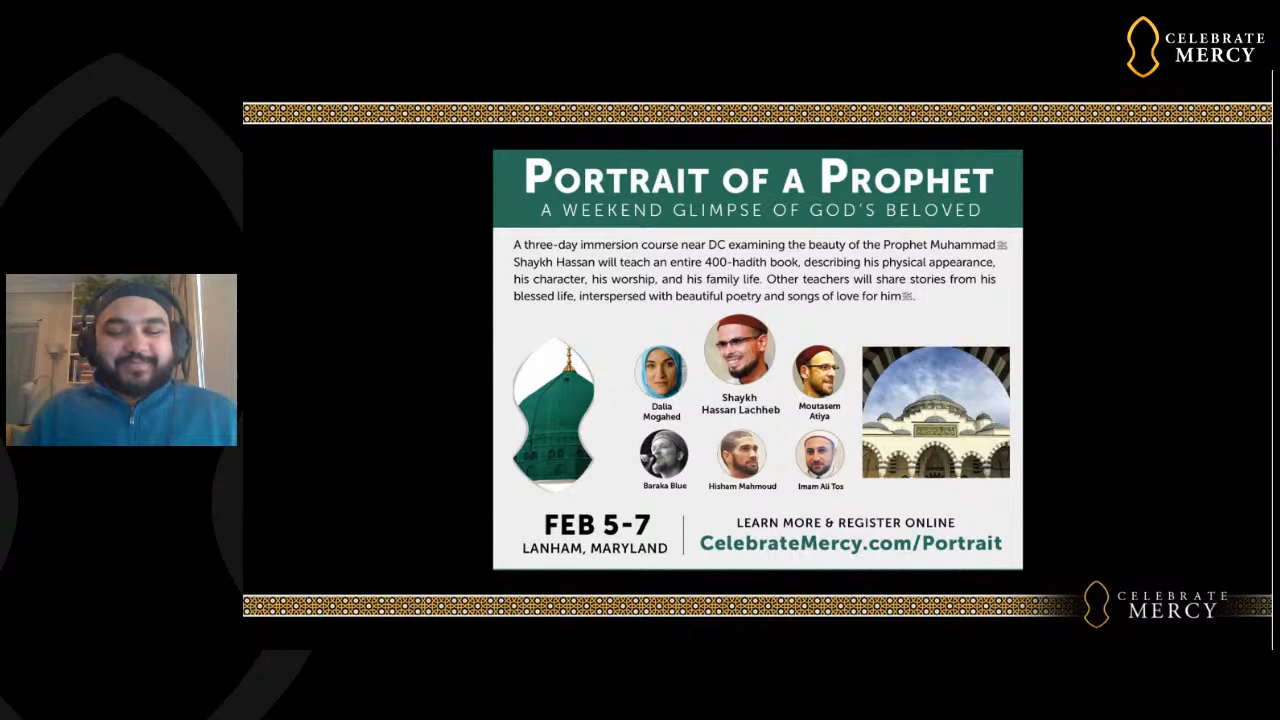 CELEBRATE
MERCY
PORTRAIT OF A PROPHET
A WEEKEND GLIMPSE OF GOD'S BELOVED
A three-day immersion course near DC examining the beauty of the Prophet Muhammadﷺ
Shaykh Hassan will teach an entire 400-hadith book, describing his physical appearance,
his character, his worship, and his family life. Other teachers will share stories from his
blessed life, interspersed with beautiful poetry and songs of love for himﷺ.
Dalia
Mogahed
Shaykh
Hassan Lachheb
Moutasem
Atiya
Baraka Blue
Hisham Mahmoud
Imam Ali Tos
FEB 5-7
LANHAM, MARYLAND
LEARN MORE & REGISTER ONLINE
CelebrateMercy.com/Portrait
CELEBRATE
MERCY